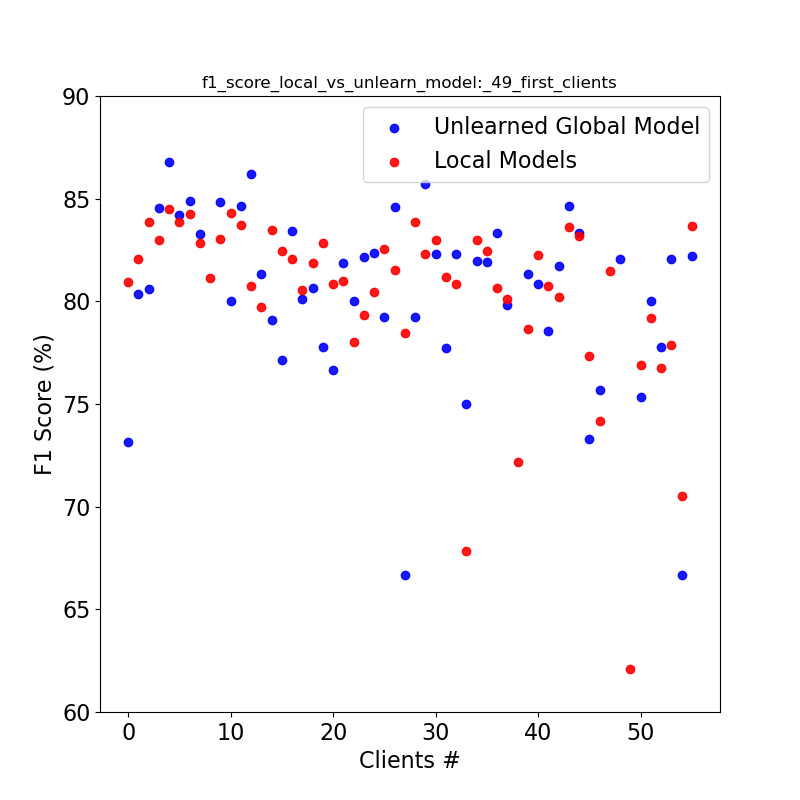 f1_score_local_vs_unlearn_model:_49_first_clients
Unlearned Global Model
Local Models
90
85
80
75
70
65
60
F1 Score (%)
0 10 20 30 40 50
Clients #